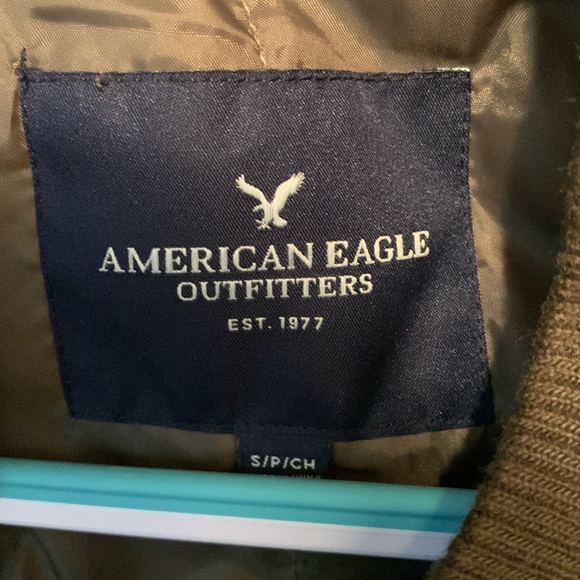 AMERICAN EAGLE
OUTFITTERS
EST. 1977
S/P/CH